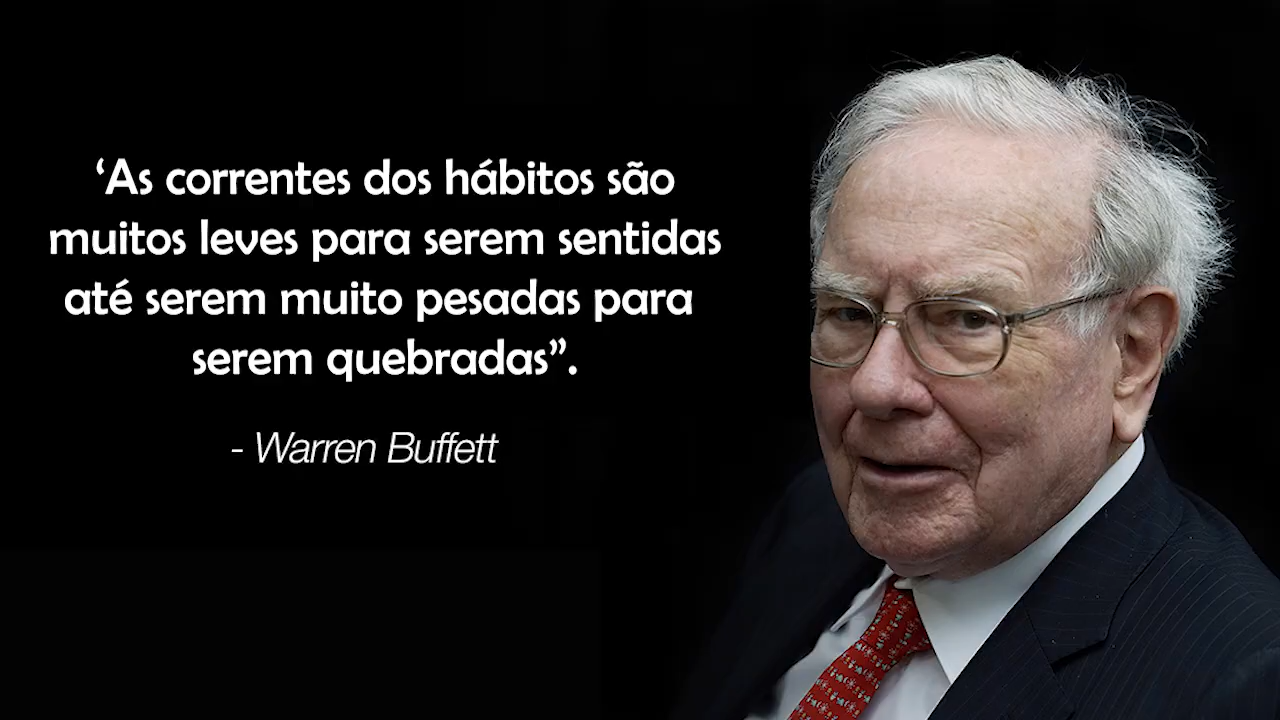 ‘As correntes dos hábitos são
muitos leves para serem sentidas
até serem muito pesadas para
serem quebradas”.
- Warren Buffett